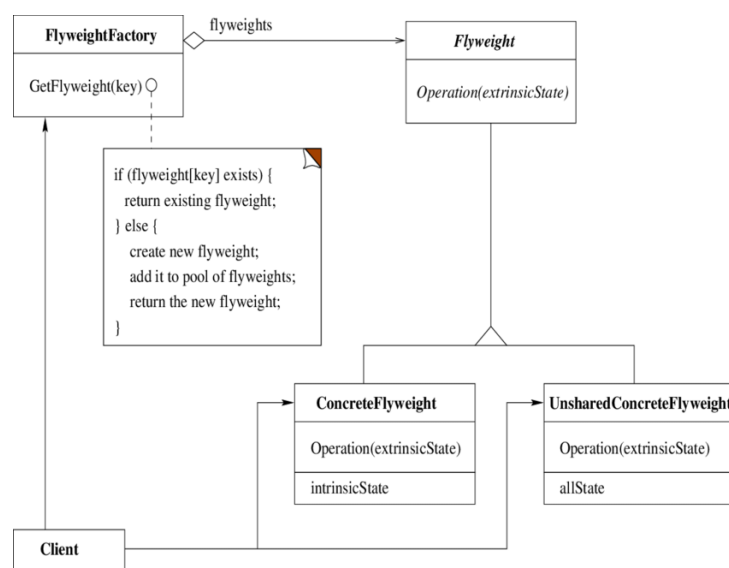 flyweights
FlyweightFactory
Flyweight
GetFlyweight(key)
Operation(extrinsicState)
if (flyweight[key] exists) {
return existing flyweight;
} else {
create new flyweight;
add it to pool of flyweights;
return the new flyweight;
}
ConcreteFlyweight
UnsharedConcreteFlyweight
Operation(extrinsicState)
Operation(extrinsicState)
intrinsicState
allState
Client